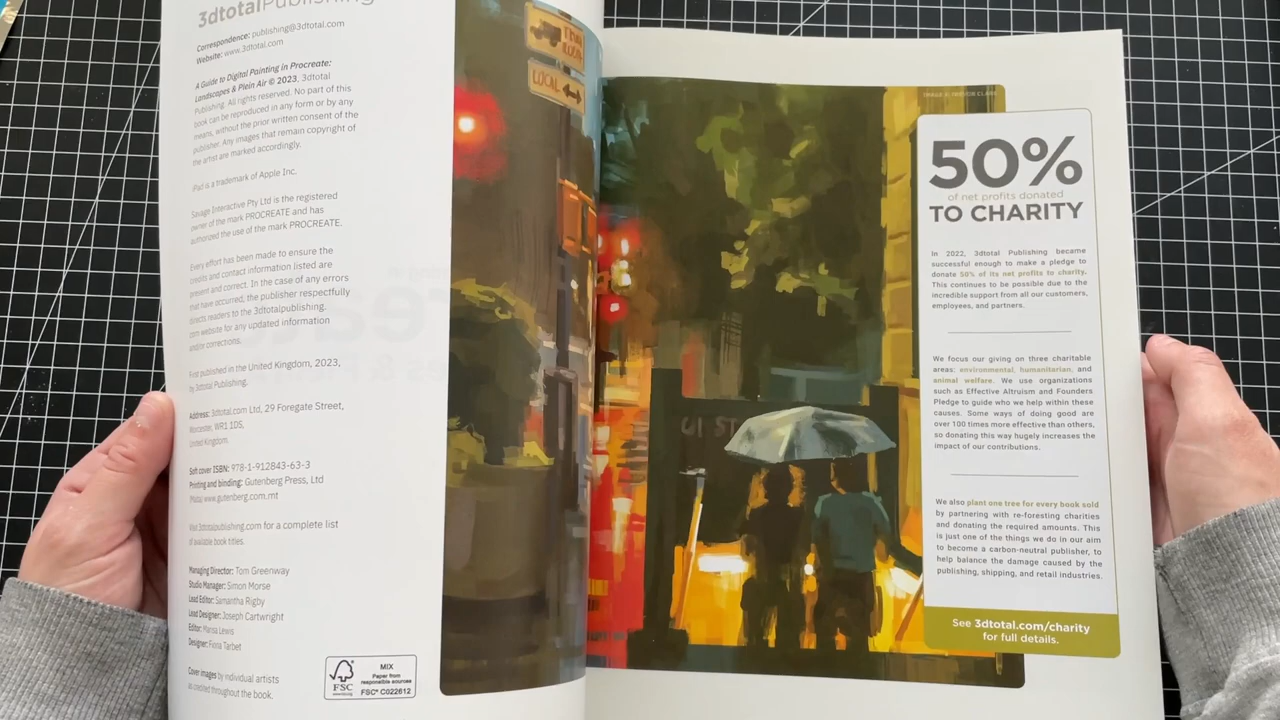 3dtotalPublishing
Correspondence: publishing@3dtotal.com
Website: www.3dtotal.com
A Guide to Digital Painting in Procreate:
Landscapes & Plein Air © 2023, 3dtotal
Publishing. All rights reserved. No part of this
book can be reproduced in any form or by any
means, without the prior written consent of the
publisher. Any images that remain copyright of
the artist are marked accordingly.
iPad is a trademark of Apple Inc.
Savage Interactive Pty Ltd is the registered
owner of the mark PROCREATE and has
authorized the use of the mark PROCREATE.
Every effort has been made to ensure the
credits and contact information listed are
present and correct. In the case of any errors
that have occurred, the publisher respectfully
directs readers to the 3dtotalpublishing.
com website for any updated information
and/or corrections.
First published in the United Kingdom, 2023,
by 3dtotal Publishing.
Address: 3dtotal.com Ltd, 29 Foregate Street,
Worcester, WR1 1DS,
United Kingdom.
Soft cover ISBN: 978-1-912843-63-3
Printing and binding: Gutenberg Press, Ltd
(Malta) www.gutenberg.com.mt
Visit 3dtotalpublishing.com for a complete list
of available book titles.
Managing Director: Tom Greenway
Studio Manager: Simon Morse
Lead Editor: Samantha Rigby
Lead Designer: Joseph Cartwright
Editor: Marisa Lewis
Designer: Fiona Tarbet
Cover images by individual artists
as credited throughout the book.
FSC
MIX
Paper from
responsible sources
FSC® C022612
LOCAL
50%
of net profits donated
TO CHARITY
In 2022, 3dtotal Publishing became
successful enough to make a pledge to
donate 50% of its net profits to charity.
This continues to be possible due to the
incredible support from all our customers,
employees, and partners.
We focus our giving on three charitable
areas: environmental, humanitarian, and
animal welfare. We use organizations
such as Effective Altruism and Founders
Pledge to guide who we help within these
causes. Some ways of doing good are
over 100 times more effective than others,
so donating this way hugely increases the
impact of our contributions.
We also plant one tree for every book sold
by partnering with re-foresting charities
and donating the required amounts. This
is just one of the things we do in our aim
to become a carbon-neutral publisher, to
help balance the damage caused by the
publishing, shipping, and retail industries.
See 3dtotal.com/charity
for full details.